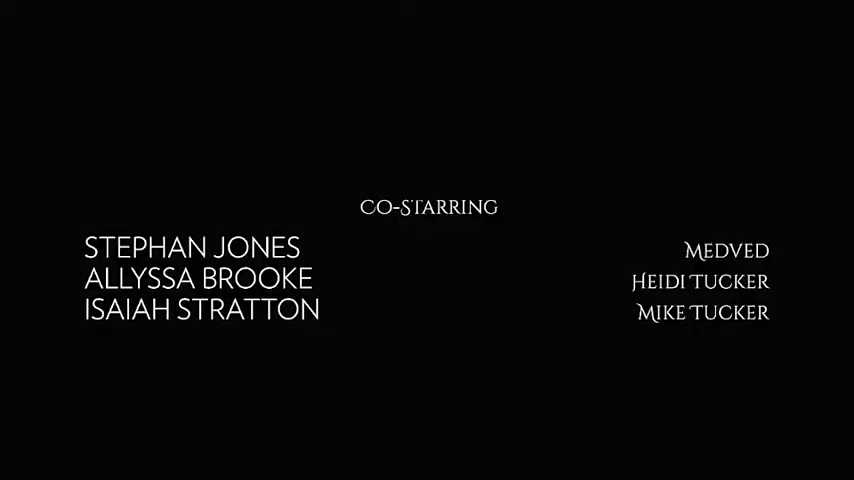 CO-STARRING
STEPHAN JONES MEDVED
ALLYSSA BROOKE HEIDI TUCKER
ISAIAH STRATTON MIKE TUCKER